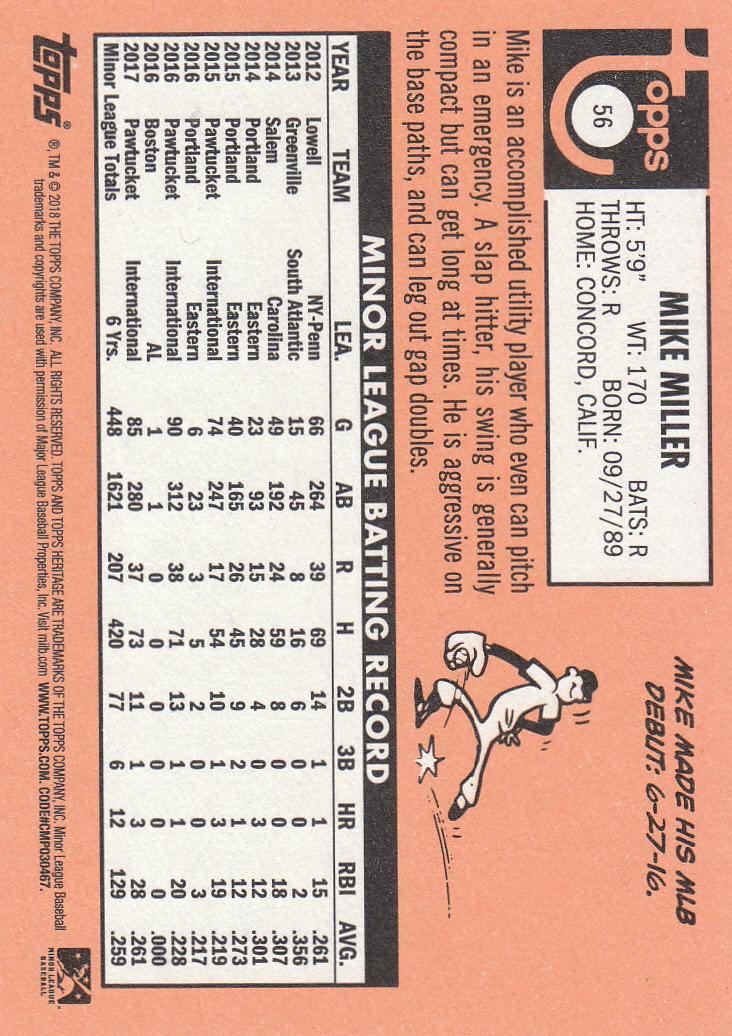 topps
56
MIKE MILLER
HT: 5'9" WT: 170 BATS: R
THROWS: R BORN: 09/27/89
HOME: CONCORD, CALIF.
MIKE MADE HIS MLB
DEBUT: 6-27-16.
Mike is an accomplished utility player who even can pitch
in an emergency. A slap hitter, his swing is generally
compact but can get long at times. He is aggressive on
the base paths, and can leg out gap doubles.
MINOR LEAGUE BATTING RECORD
YEAR TEAM LEA. G AB R H 2B 3B HR RBI AVG.
2012 Lowell NY-Penn 66 264 39 69 14 1 1 15 .261
2013 Greenville South Atlantic 15 45 8 16 6 0 0 2 .356
2014 Salem Carolina 49 192 24 59 8 0 0 18 .307
2014 Portland Eastern 23 93 15 28 4 0 3 12 .301
2015 Portland Eastern 40 165 26 45 9 2 1 12 .273
2015 Pawtucket International 74 247 17 54 10 1 3 19 .219
2016 Portland Eastern 6 23 3 5 2 0 0 3 .217
2016 Pawtucket International 90 312 38 71 13 1 1 20 .228
2016 Boston AL 1 1 0 0 0 0 0 0 .000
2017 Pawtucket International 85 280 37 73 11 1 3 28 .261
Minor League Totals 6 Yrs. 448 1621 207 420 77 6 12 129 .259
topps®
®, TM & © 2018 THE TOPPS COMPANY, INC. ALL RIGHTS RESERVED. TOPPS AND TOPPS HERITAGE ARE TRADEMARKS OF THE TOPPS COMPANY, INC. Minor League Baseball
trademarks and copyrights are used with permission of Major League Baseball Properties, Inc. Visit milb.com WWW.TOPPS.COM. CODE#CMP030467.
MINOR LEAGUE
BASEBALL